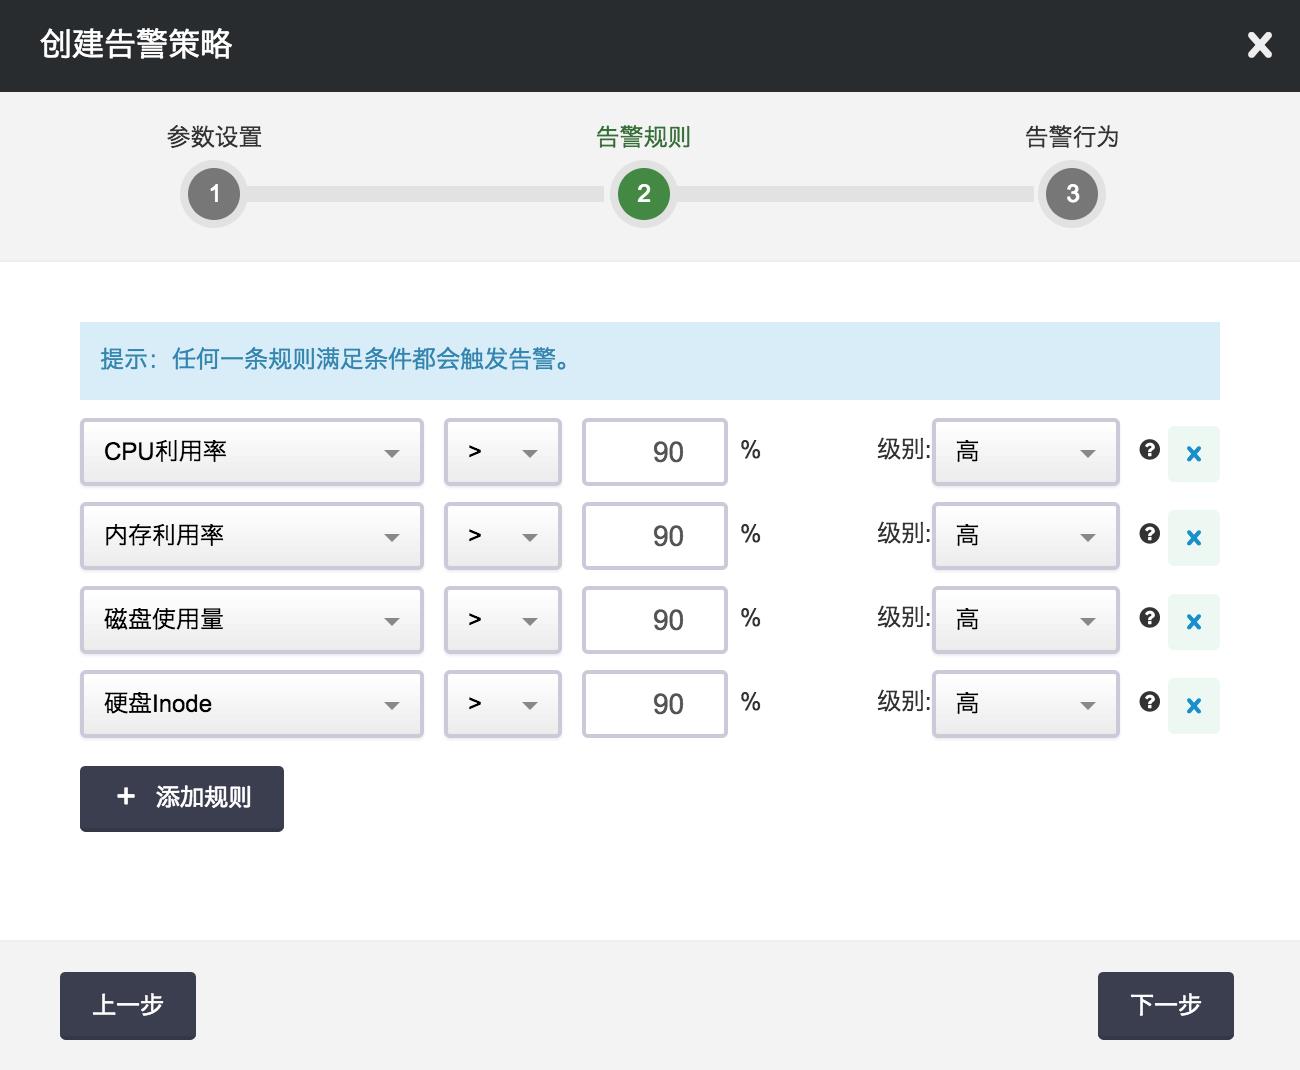 创建告警策略
参数设置 告警规则 告警行为
1 2 3
提示：任何一条规则满足条件都会触发告警。
CPU利用率 > 90 % 级别: 高
内存利用率 > 90 % 级别: 高
磁盘使用量 > 90 % 级别: 高
硬盘Inode > 90 % 级别: 高
+ 添加规则
上一步 下一步